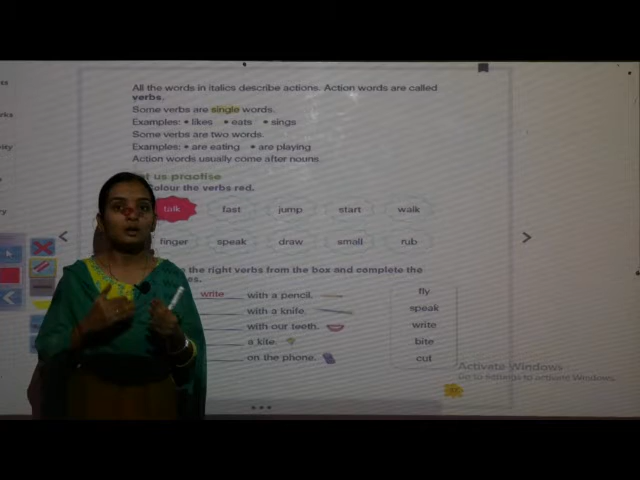 All the words in italics describe actions. Action words are called
verbs.
Some verbs are single words.
Examples: • likes • eats • sings
Some verbs are two words.
Examples: • are eating • are playing
Action words usually come after nouns.
us practise
olour the verbs red.
talk fast jump start walk
finger speak draw small rub
the right verbs from the box and complete the
write with a pencil.
with a knife.
with our teeth.
a kite.
on the phone.
fly
speak
write
bite
cut
Activate Windows
Go to Settings to activate Windows.